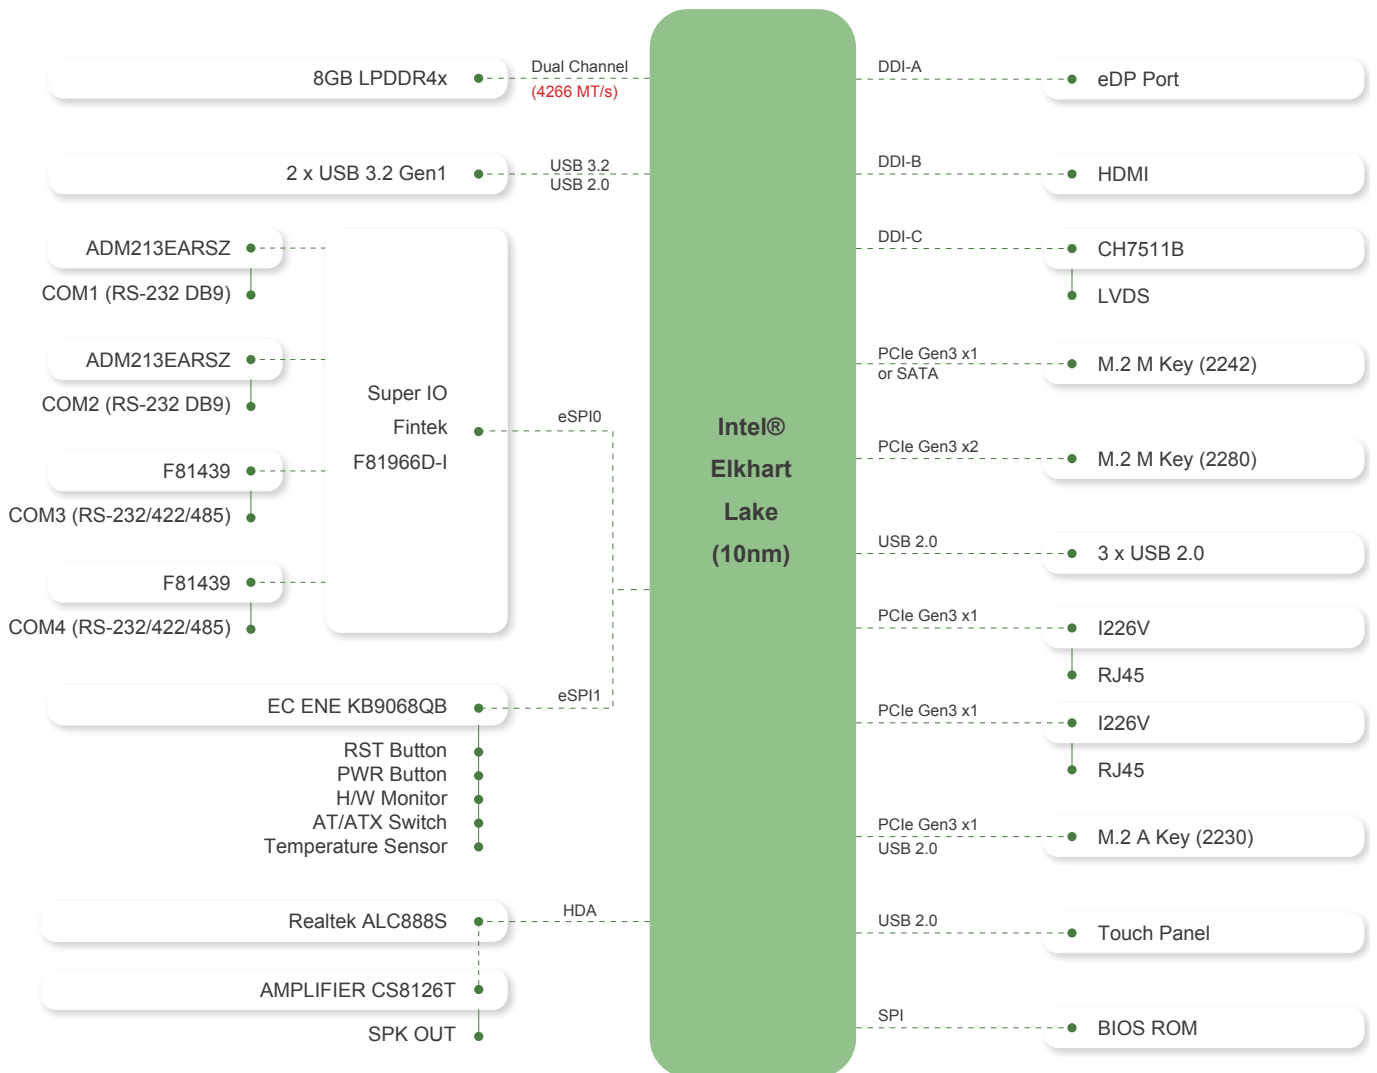 8GB LPDDR4x
Dual Channel
(4266 MT/s)
2 x USB 3.2 Gen1
USB 3.2
USB 2.0
ADM213EARSZ
COM1 (RS-232 DB9)
ADM213EARSZ
COM2 (RS-232 DB9)
F81439
COM3 (RS-232/422/485)
F81439
COM4 (RS-232/422/485)
Super IO
Fintek
F81966D-I
eSPI0
EC ENE KB9068QB
eSPI1
RST Button
PWR Button
H/W Monitor
AT/ATX Switch
Temperature Sensor
Realtek ALC888S
HDA
AMPLIFIER CS8126T
SPK OUT
Intel®
Elkhart
Lake
(10nm)
DDI-A
eDP Port
DDI-B
HDMI
DDI-C
CH7511B
LVDS
PCIe Gen3 x1
or SATA
M.2 M Key (2242)
PCIe Gen3 x2
M.2 M Key (2280)
USB 2.0
3 x USB 2.0
PCIe Gen3 x1
I226V
RJ45
PCIe Gen3 x1
I226V
RJ45
PCIe Gen3 x1
USB 2.0
M.2 A Key (2230)
USB 2.0
Touch Panel
SPI
BIOS ROM